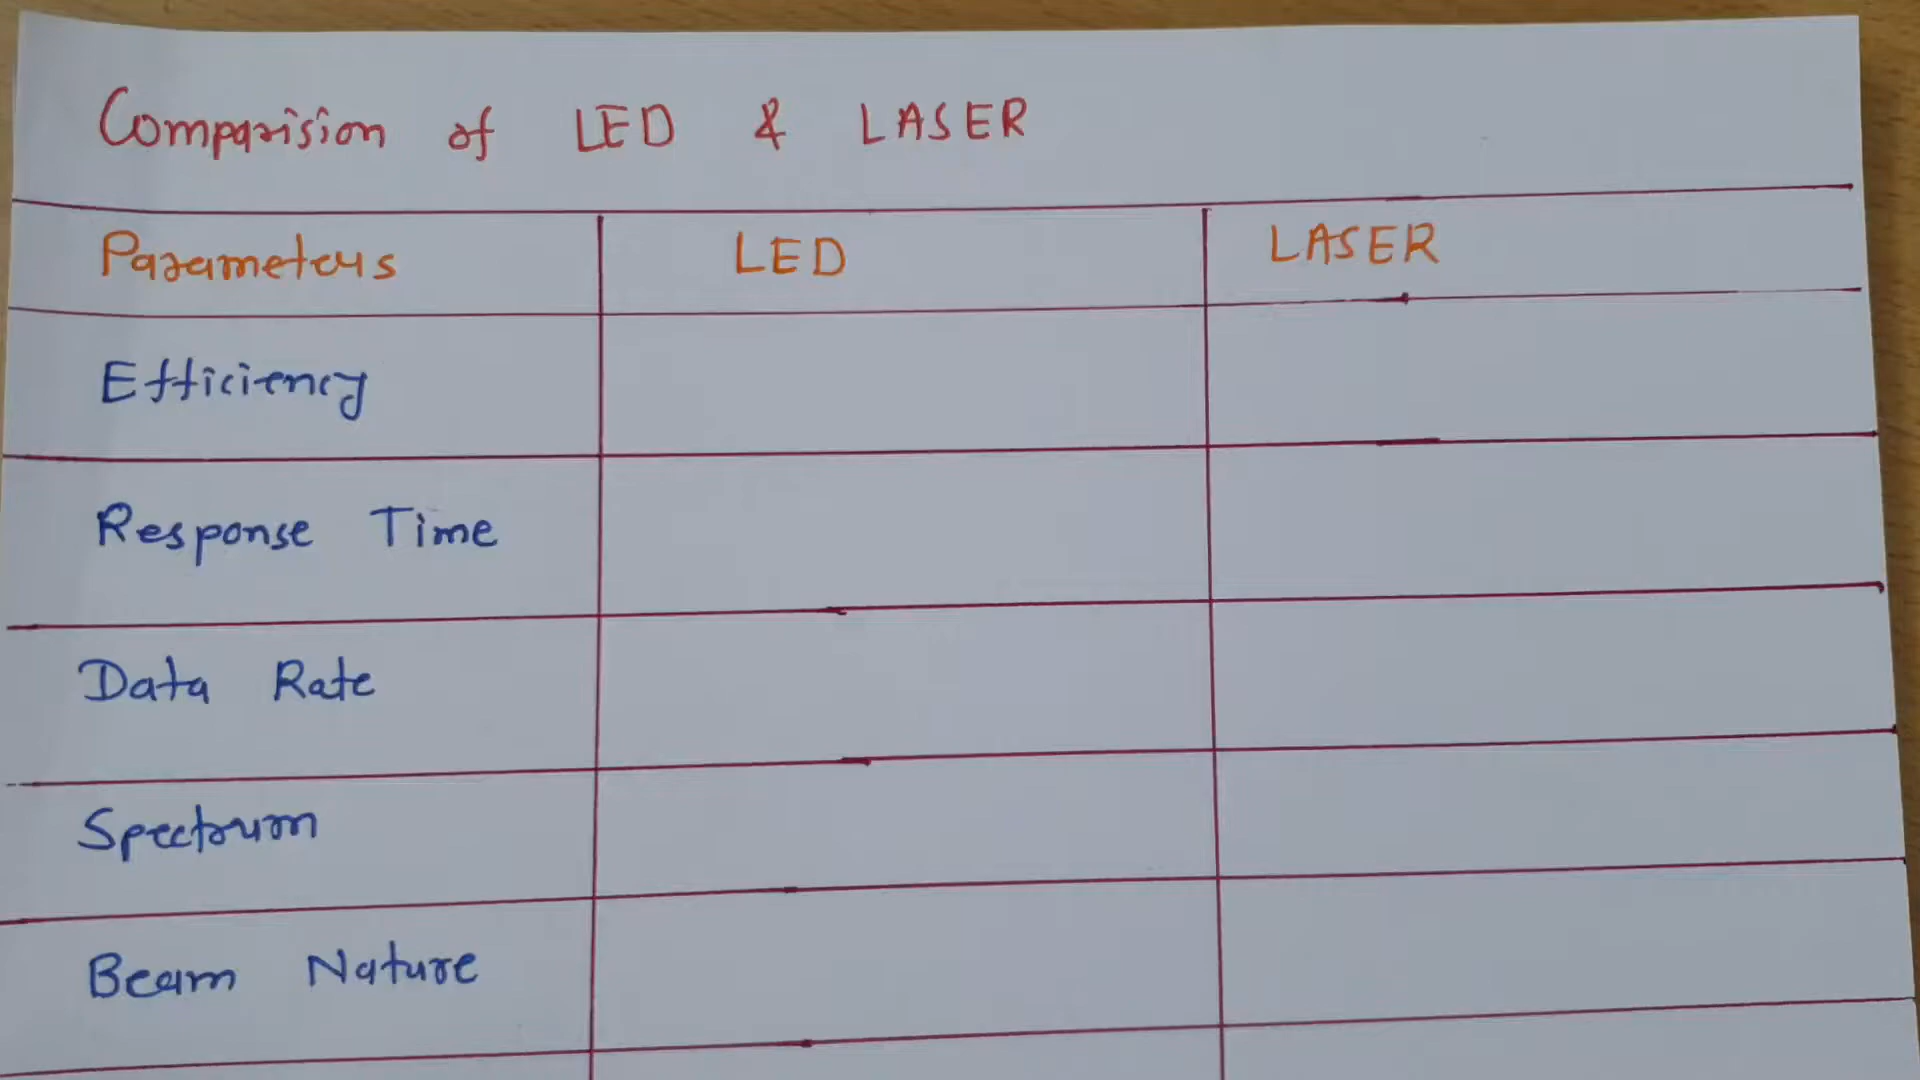 Comparision of LED & LASER
Parameters LED LASER
Efficiency
Response Time
Data Rate
Spectrum
Beam Nature